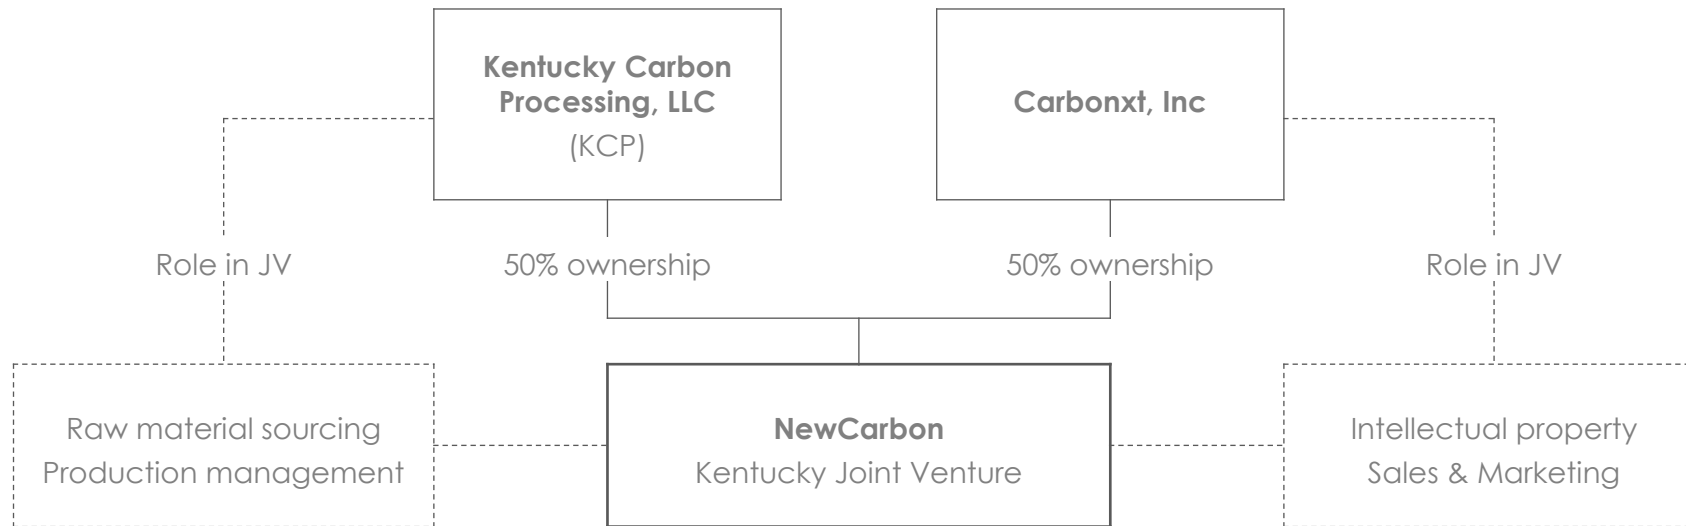 Kentucky Carbon
Processing, LLC
(KCP)
Carbonxt, Inc
Role in JV
50% ownership
50% ownership
Role in JV
Raw material sourcing
Production management
NewCarbon
Kentucky Joint Venture
Intellectual property
Sales & Marketing